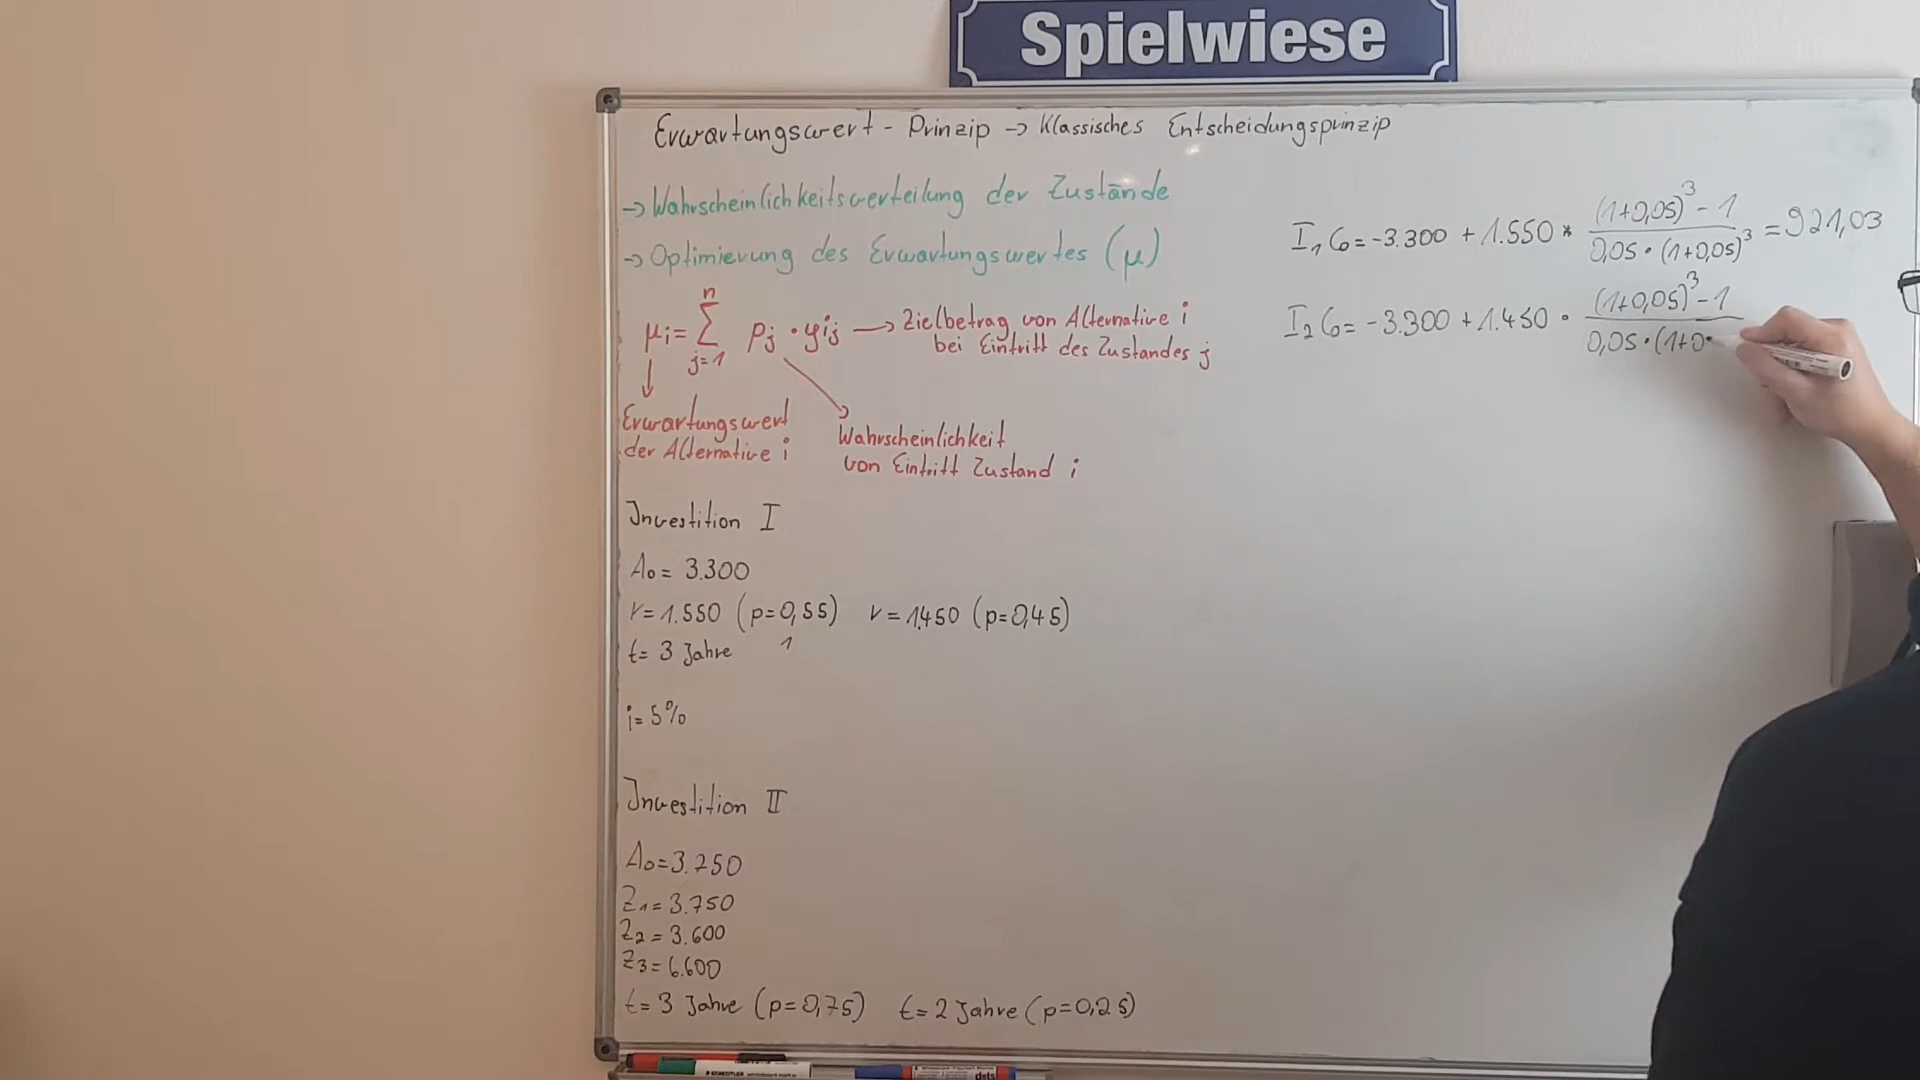 Spielwiese
Erwartungswert - Prinzip → Klassisches Entscheidungsprinzip
→ Wahrscheinlichkeitsverteilung der Zustände
→ Optimierung des Erwartungswertes (μ)
μi = n Σ j=1 pj · yij → Zielbetrag von Alternative i
bei Eintritt des Zustandes j
Erwartungswert
der Alternative i
Wahrscheinlichkeit
von Eintritt Zustand i
Investition I
A₀ = 3.300
r = 1.550 (p=0,55) r = 1.450 (p=0,45)
t = 3 Jahre 1
i = 5%
Investition II
A₀ = 3.250
Z₁ = 3.750
Z₂ = 3.600
Z₃ = 6.600
t = 3 Jahre (p=0,75) t = 2 Jahre (p=0,25)
I₁ C₀ = -3.300 + 1.550 * (1+0,05)³ - 1 / 0,05 · (1+0,05)³ = 921,03
I₂ C₀ = -3.300 + 1.450 · (1+0,05)³ - 1 / 0,05 · (1+0
STAEDTLER